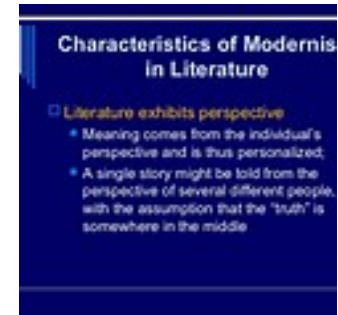 Characteristics of Modernis
in Literature
Literature exhibits perspective
Meaning comes from the individual's
perspective and is thus personalized;
A single story might be told from the
perspective of several different people,
with the assumption that the "truth" is
somewhere in the middle